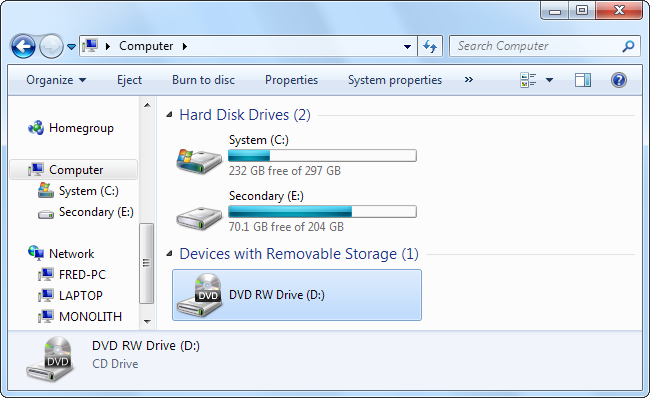 Computer
Search Computer
Organize Eject Burn to disc Properties System properties »
Homegroup
Computer
System (C:)
Secondary (E:)
Network
FRED-PC
LAPTOP
MONOLITH
Hard Disk Drives (2)
System (C:)
232 GB free of 297 GB
Secondary (E:)
70.1 GB free of 204 GB
Devices with Removable Storage (1)
DVD
DVD RW Drive (D:)
DVD
DVD RW Drive (D:)
CD Drive